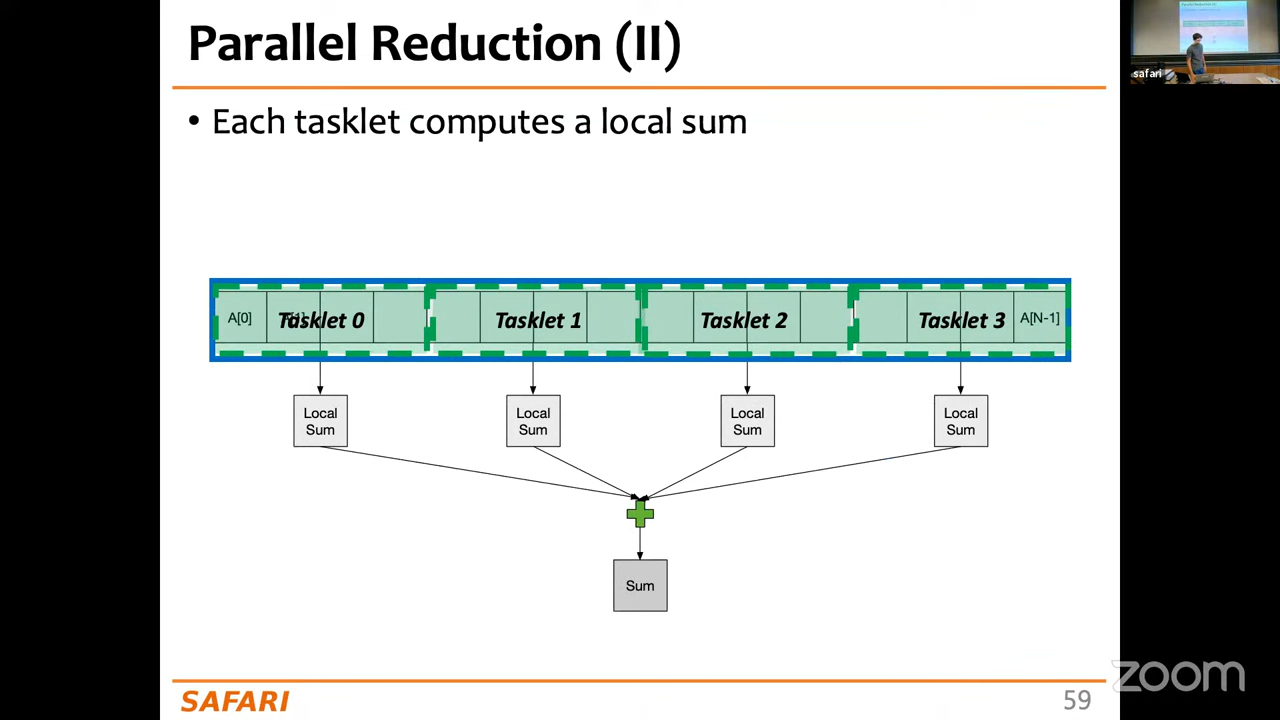 Parallel Reduction (II)
safari
• Each tasklet computes a local sum
A[0] Tasklet 0 Tasklet 1 Tasklet 2 Tasklet 3 A[N-1]
Local Sum
Local Sum
Local Sum
Local Sum
Sum
SAFARI
59
zoom